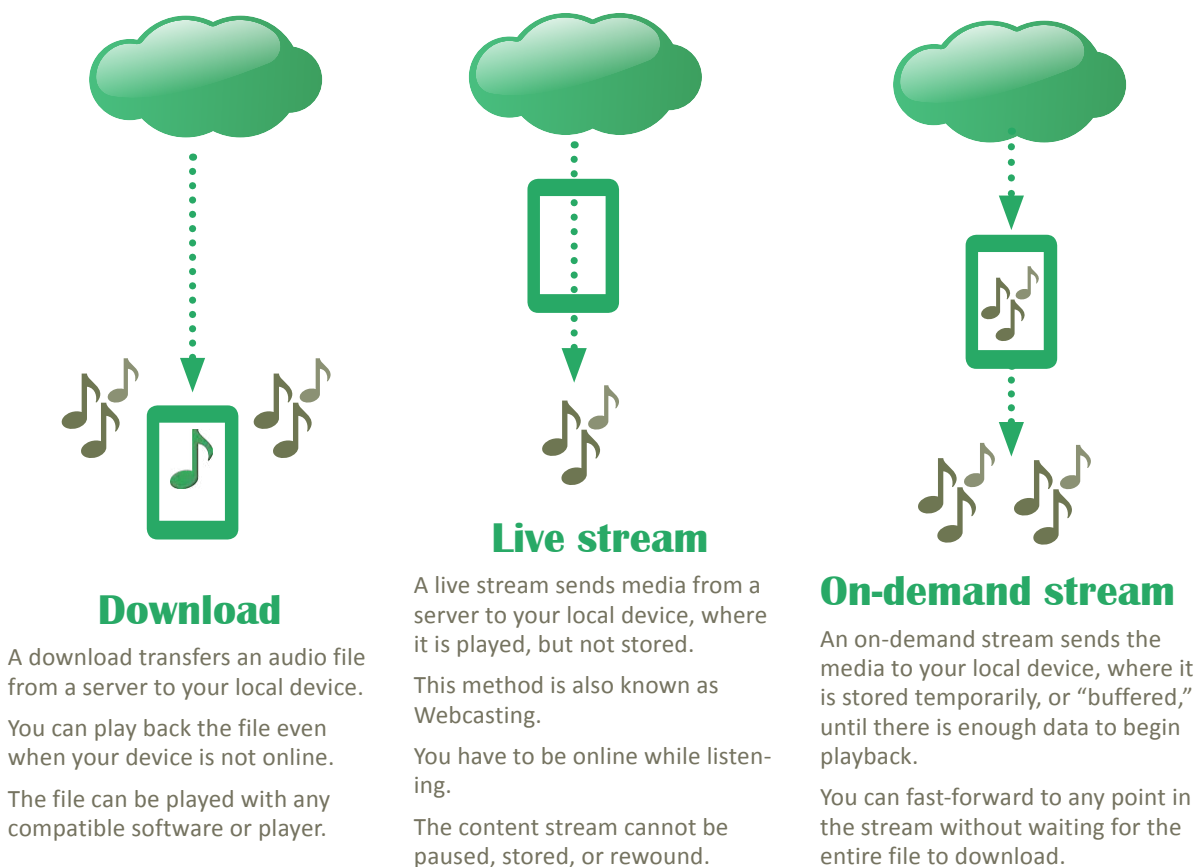 Download
A download transfers an audio file
from a server to your local device.
You can play back the file even
when your device is not online.
The file can be played with any
compatible software or player.
Live stream
A live stream sends media from a
server to your local device, where
it is played, but not stored.
This method is also known as
Webcasting.
You have to be online while listen-
ing.
The content stream cannot be
paused, stored, or rewound.
On-demand stream
An on-demand stream sends the
media to your local device, where it
is stored temporarily, or “buffered,”
until there is enough data to begin
playback.
You can fast-forward to any point in
the stream without waiting for the
entire file to download.